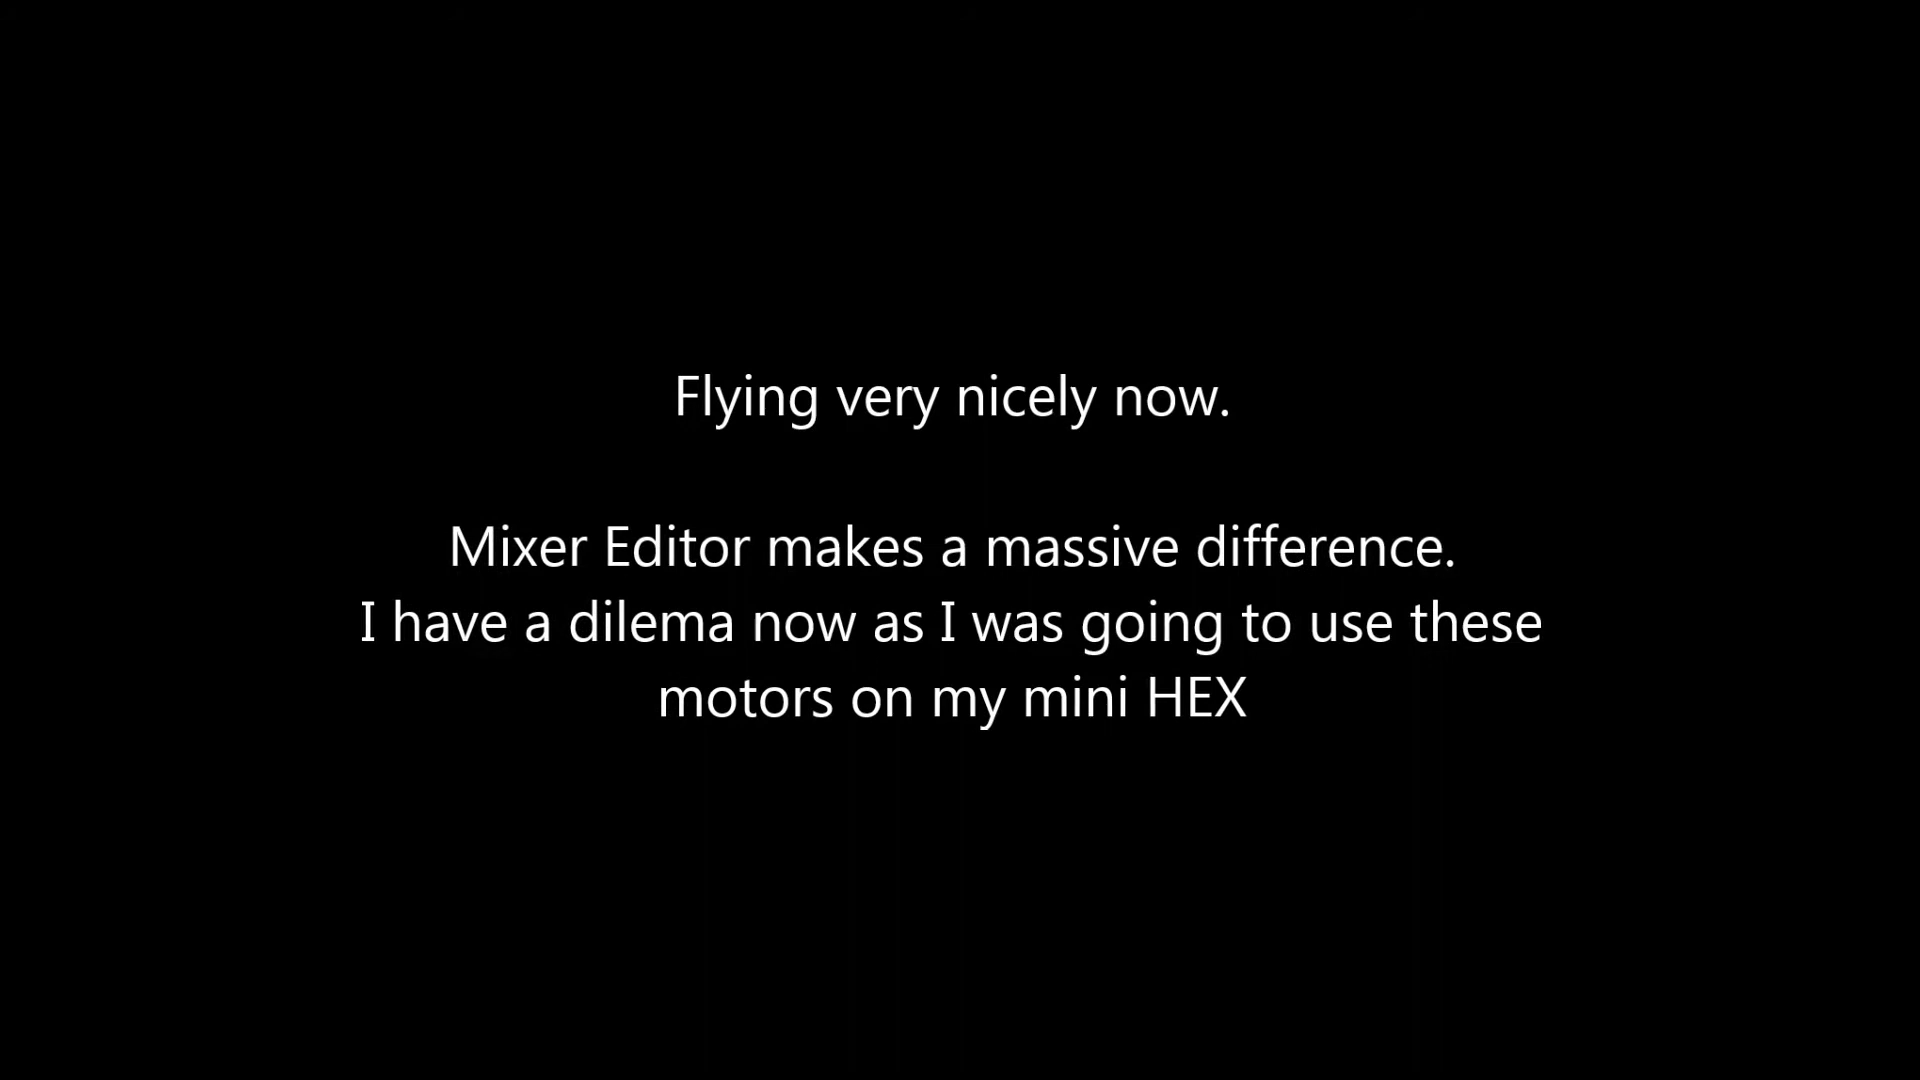 Flying very nicely now.
Mixer Editor makes a massive difference.
I have a dilema now as I was going to use these
motors on my mini HEX